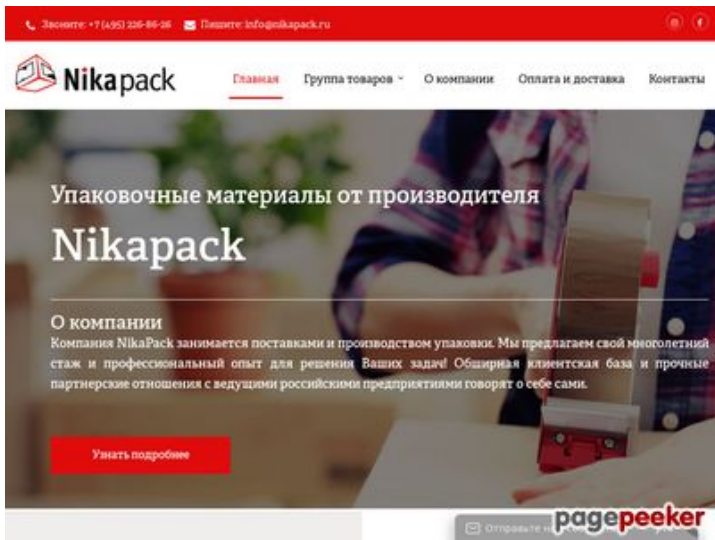 Звоните: +7 (495) 226-86-26 Пишите: info@nikapack.ru
Nikapack
Главная Группа товаров О компании Оплата и доставка Контакты
Упаковочные материалы от производителя
Nikapack
О компании
Компания NikaPack занимается поставками и производством упаковки. Мы предлагаем свой многолетний
стаж и профессиональный опыт для решения Ваших задач! Обширная клиентская база и прочные
партнерские отношения с ведущими российскими предприятиями говорят о себе сами.
Узнать подробнее
Отправьте
pagepeeker